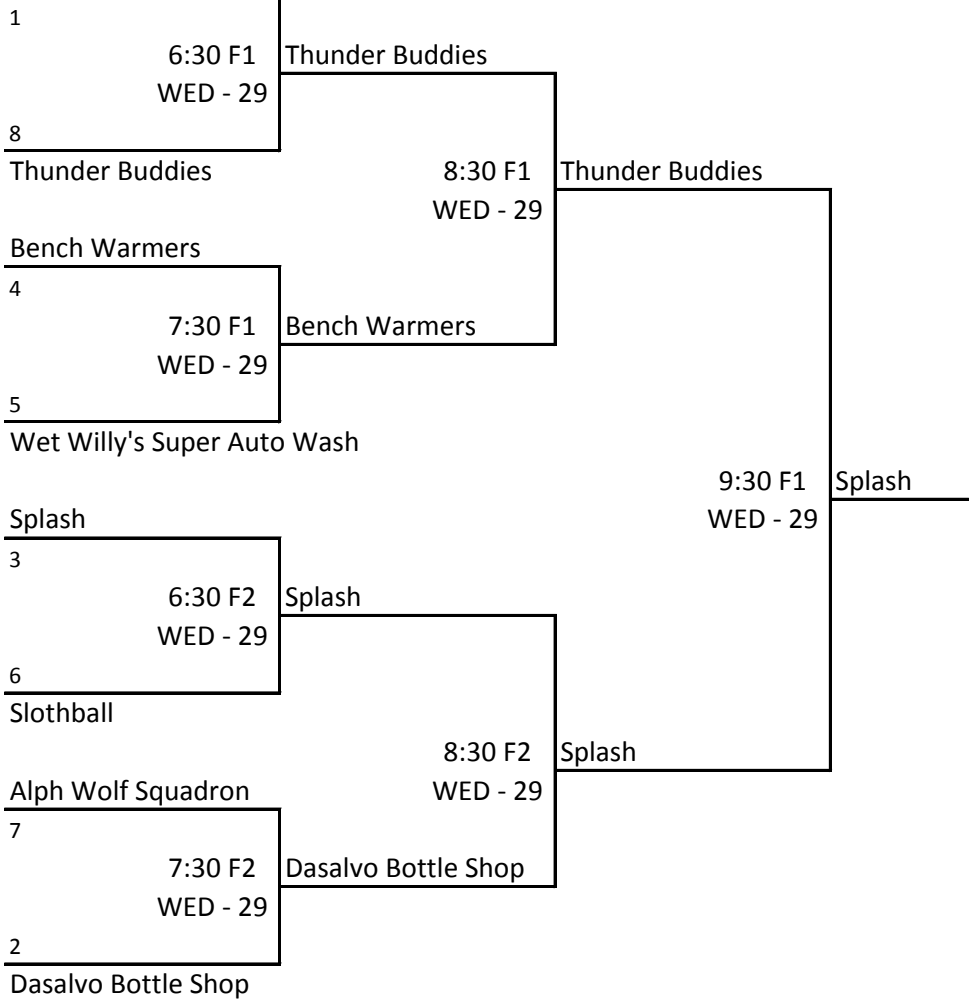 1
6:30 F1
Thunder Buddies
WED - 29
8
Thunder Buddies
8:30 F1
Thunder Buddies
WED - 29
Bench Warmers
4
7:30 F1
Bench Warmers
WED - 29
5
Wet Willy's Super Auto Wash
9:30 F1
Splash
WED - 29
Splash
3
6:30 F2
Splash
WED - 29
6
Slothball
8:30 F2
Splash
WED - 29
Alph Wolf Squadron
7
7:30 F2
Dasalvo Bottle Shop
WED - 29
2
Dasalvo Bottle Shop